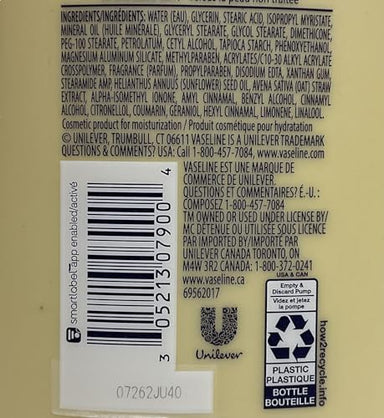 la peau non traitée
INGREDIENTS/INGRÉDIENTS: WATER (EAU), GLYCERIN, STEARIC ACID, ISOPROPYL MYRISTATE,
MINERAL OIL (HUILE MINERALE), GLYCERYL STEARATE, GLYCOL STEARATE, DIMETHICONE,
PEG-100 STEARATE, PETROLATUM, CETYL ALCOHOL, TAPIOCA STARCH, PHENOXYETHANOL,
MAGNESIUM ALUMINUM SILICATE, METHYLPARABEN, ACRYLATES/C10-30 ALKYL ACRYLATE
CROSSPOLYMER, FRAGRANCE (PARFUM), PROPYLPARABEN, DISODIUM EDTA, XANTHAN GUM,
STEARAMIDE AMP, HELIANTHUS ANNUUS (SUNFLOWER) SEED OIL, AVENA SATIVA (OAT) STRAW
EXTRACT, ALPHA-ISOMETHYL IONONE, AMYL CINNAMAL, BENZYL ALCOHOL, CINNAMYL
ALCOHOL, CITRONELLOL, COUMARIN, GERANIOL, HEXYL CINNAMAL, LIMONENE, LINALOOL.
Cosmetic product for moisturization / Produit cosmétique pour hydratation
© UNILEVER, TRUMBULL, CT 06611 VASELINE IS A UNILEVER TRADEMARK
QUESTIONS & COMMENTS? USA: Call 1-800-457-7084, www.vaseline.com
VASELINE EST UNE MARQUE DE
COMMERCE DE UNILEVER.
QUESTIONS ET COMMENTAIRES? É.-U.:
COMPOSEZ 1-800-457-7084
TM OWNED OR USED UNDER LICENSE BY/
MC DÉTENUE OU UTILISÉE SOUS LICENCE
PAR IMPORTED BY/IMPORTÉ PAR
UNILEVER CANADA TORONTO, ON
M4W 3R2 CANADA: 1-800-372-0241
www.vaseline.ca
69562017
Unilever
smartlabel app enabled/activé
3 05213 07900 4
07262JU40
USA & CAN
Empty &
Discard Pump
Videz et jetez
la pompe
PLASTIC
PLASTIQUE
BOTTLE
BOUTEILLE
how2recycle.info